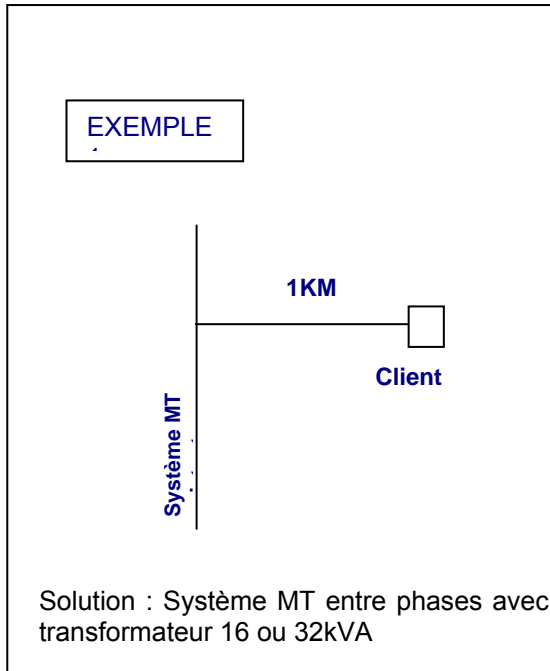 EXEMPLE
1KM
Client
Système MT
Solution : Système MT entre phases avec
transformateur 16 ou 32kVA